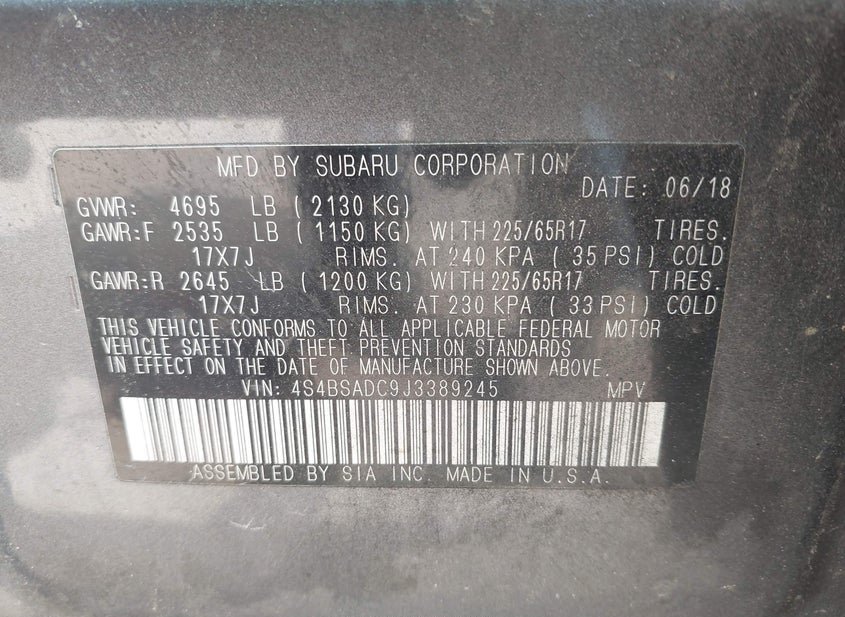 MFD BY SUBARU CORPORATION
DATE: 06/18
GVWR: 4695 LB ( 2130 KG)
GAWR:F 2535 LB ( 1150 KG) WITH 225/65R17 TIRES.
17X7J RIMS. AT 240 KPA ( 35 PSI) COLD
GAWR:R 2645 LB ( 1200 KG) WITH 225/65R17 TIRES.
17X7J RIMS. AT 230 KPA ( 33 PSI) COLD
THIS VEHICLE CONFORMS TO ALL APPLICABLE FEDERAL MOTOR
VEHICLE SAFETY AND THEFT PREVENTION STANDARDS
IN EFFECT ON THE DATE OF MANUFACTURE SHOWN ABOVE.
VIN: 4S4BSADC9J3389245 MPV
ASSEMBLED BY SIA INC. MADE IN U.S.A.